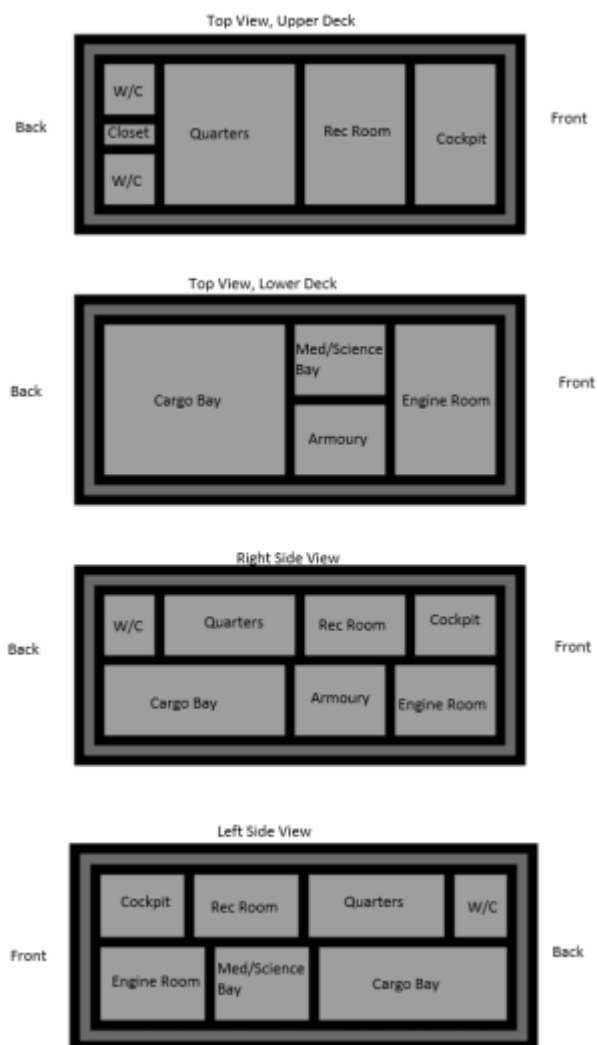 Top View, Upper Deck
W/C
Closet
W/C
Quarters
Rec Room
Cockpit
Back
Front
Top View, Lower Deck
Back
Cargo Bay
Med/Science
Bay
Armoury
Engine Room
Front
Right Side View
Back
W/C
Quarters
Rec Room
Cockpit
Front
Cargo Bay
Armoury
Engine Room
Left Side View
Cockpit
Rec Room
Quarters
W/C
Front
Engine Room
Med/Science
Bay
Cargo Bay
Back